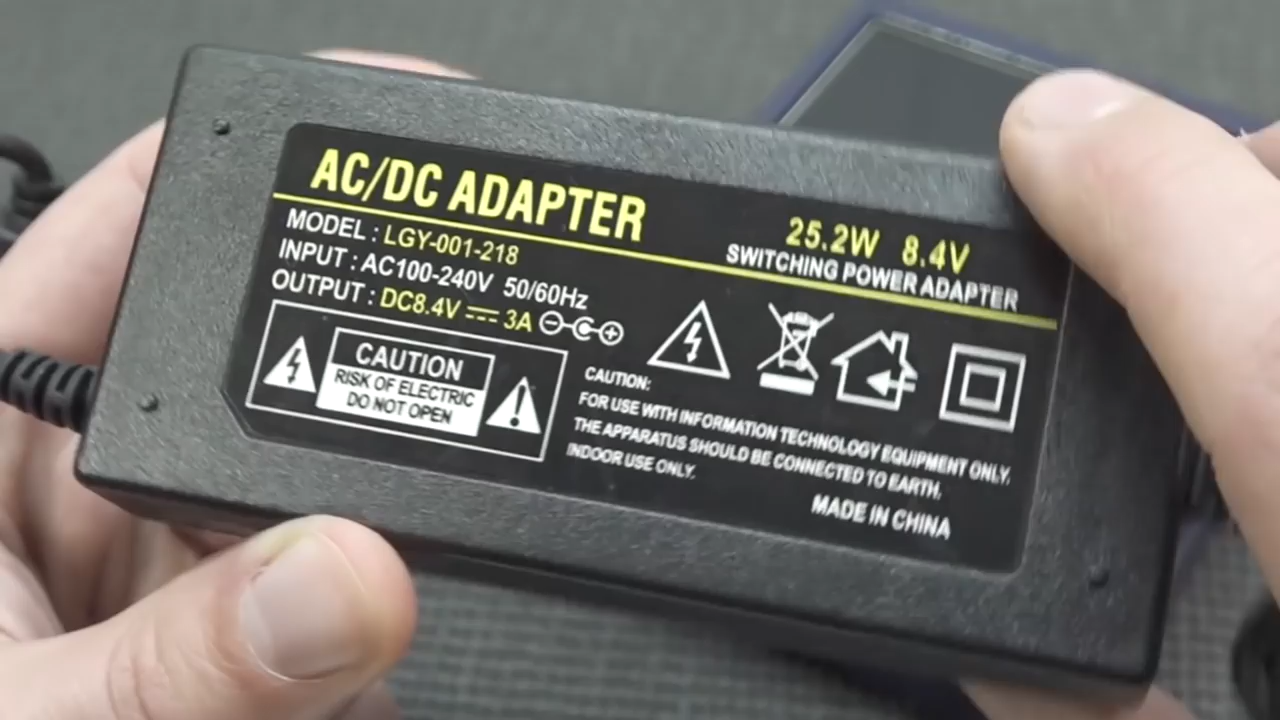 AC/DC ADAPTER
25.2W 8.4V
SWITCHING POWER ADAPTER
MODEL : LGY-001-218
INPUT : AC100-240V 50/60Hz
OUTPUT : DC8.4V ⎓ 3A
CAUTION
RISK OF ELECTRIC
DO NOT OPEN
CAUTION:
FOR USE WITH INFORMATION TECHNOLOGY EQUIPMENT ONLY.
THE APPARATUS SHOULD BE CONNECTED TO EARTH.
INDOOR USE ONLY.
MADE IN CHINA